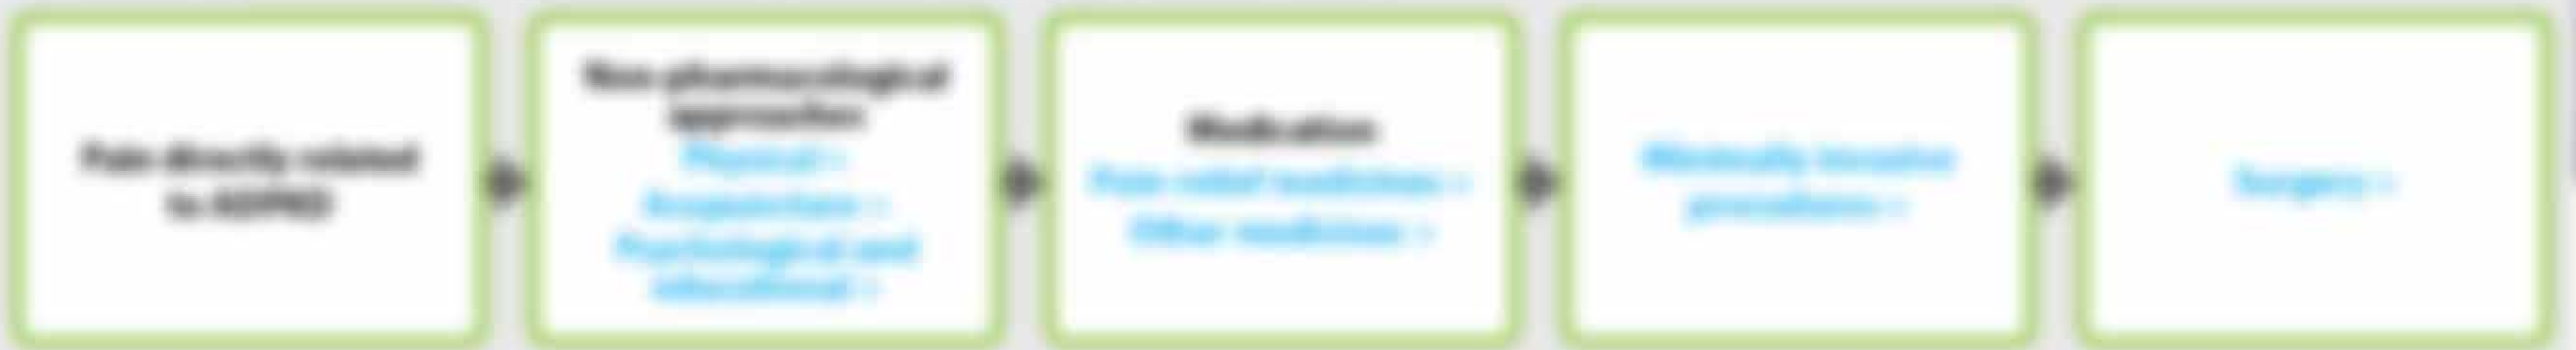 Pain directly related
to ADPKD
Non-pharmacological
approaches
Physical >
Acupuncture >
Psychological and
educational >
Medication
Pain relief medicines >
Other medicines >
Minimally invasive
procedures >
Surgery >